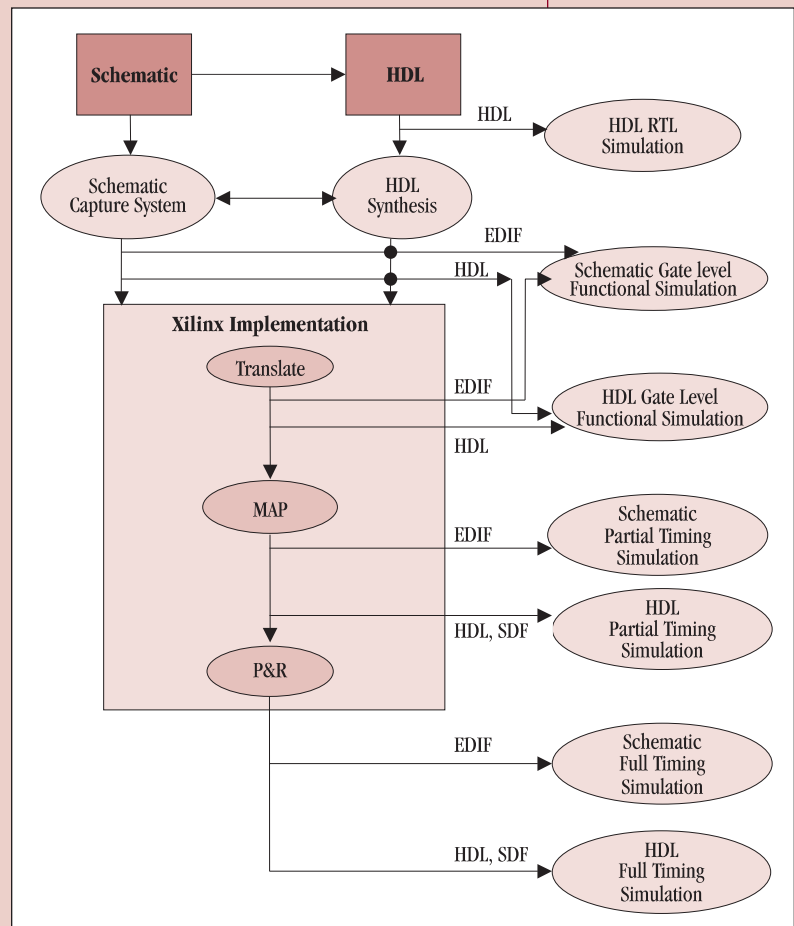 Schematic
HDL
HDL
HDL RTL
Simulation
Schematic
Capture System
HDL
Synthesis
EDIF
HDL
Schematic Gate level
Functional Simulation
Xilinx Implementation
Translate
EDIF
HDL
HDL Gate Level
Functional Simulation
MAP
EDIF
Schematic
Partial Timing
Simulation
HDL, SDF
HDL
Partial Timing
Simulation
P&R
EDIF
Schematic
Full Timing
Simulation
HDL, SDF
HDL
Full Timing
Simulation